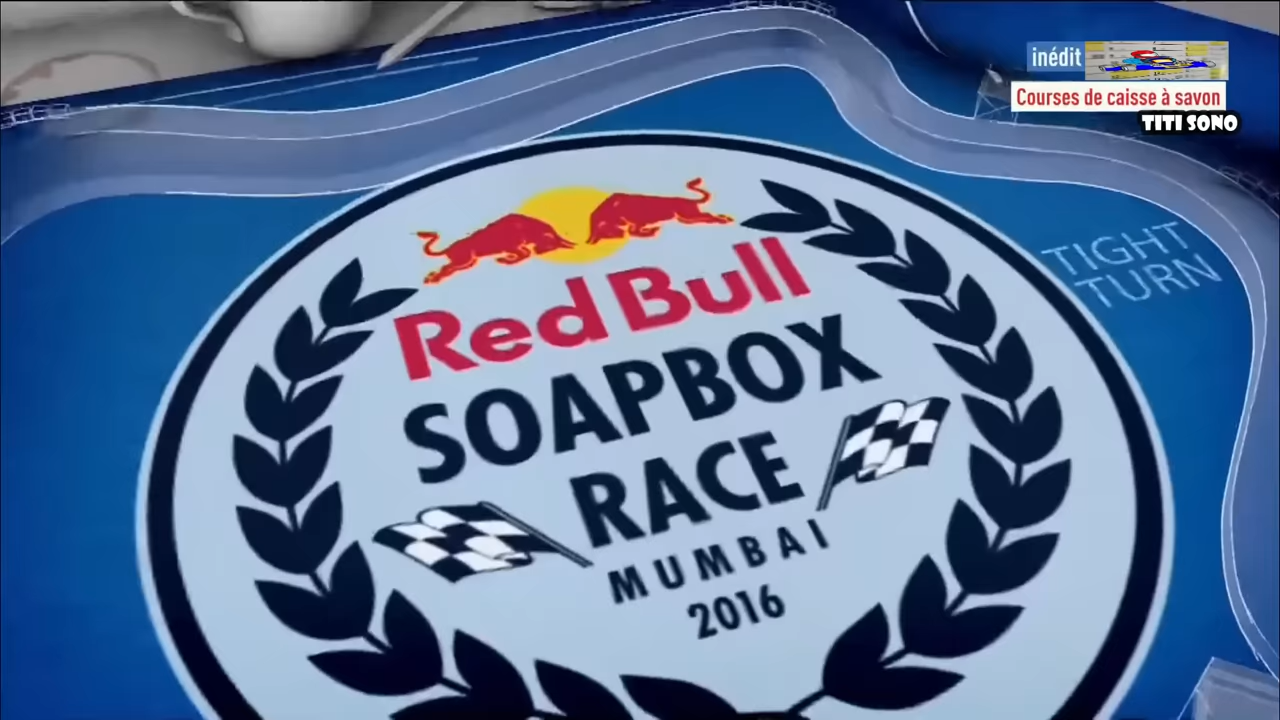 inédit
Courses de caisse à savon
TITI SONO
TIGHT
TURN
Red Bull
SOAPBOX
RACE
MUMBAI
2016